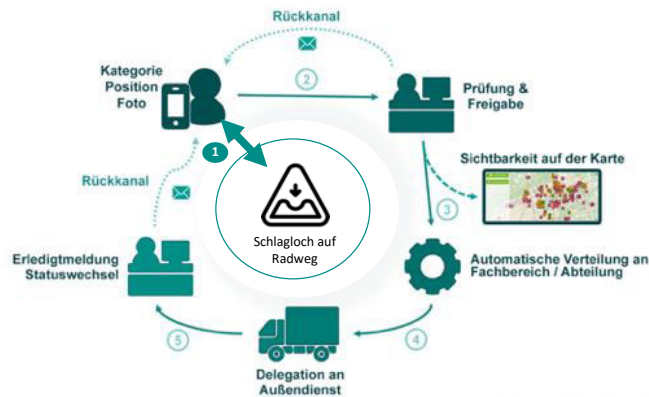 Rückkanal
Kategorie
Position
Foto
2
Prüfung &
Freigabe
1
Sichtbarkeit auf der Karte
Rückkanal
3
Schlagloch auf
Radweg
Erledigtmeldung
Statuswechsel
Automatische Verteilung an
Fachbereich / Abteilung
5
4
Delegation an
Außendienst